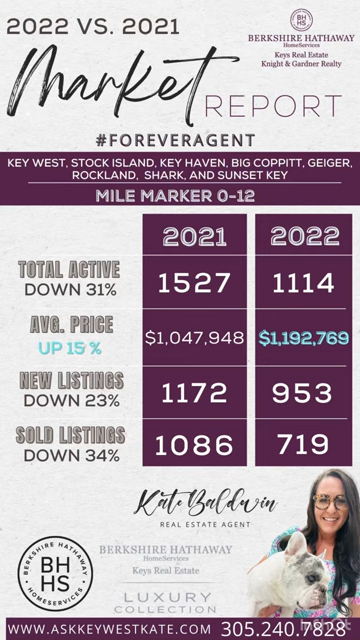 2022 VS. 2021
BH
HS
BERKSHIRE HATHAWAY
HomeServices
Keys Real Estate
Knight & Gardner Realty
Market
REPORT
#FOREVERAGENT
KEY WEST, STOCK ISLAND, KEY HAVEN, BIG COPPITT, GEIGER,
ROCKLAND, SHARK, AND SUNSET KEY
MILE MARKER 0-12
2021 2022
TOTAL ACTIVE
DOWN 31% 1527 1114
AVG. PRICE
UP 15 % $1,047,948 $1,192,769
NEW LISTINGS
DOWN 23% 1172 953
SOLD LISTINGS
DOWN 34% 1086 719
Kate Baldwin
REAL ESTATE AGENT
BERKSHIRE HATHAWAY
BH
HS
HOMESERVICES
BERKSHIRE HATHAWAY
HomeServices
Keys Real Estate
LUXURY
COLLECTION
WWW.ASKKEYWESTKATE.COM 305.240.7828